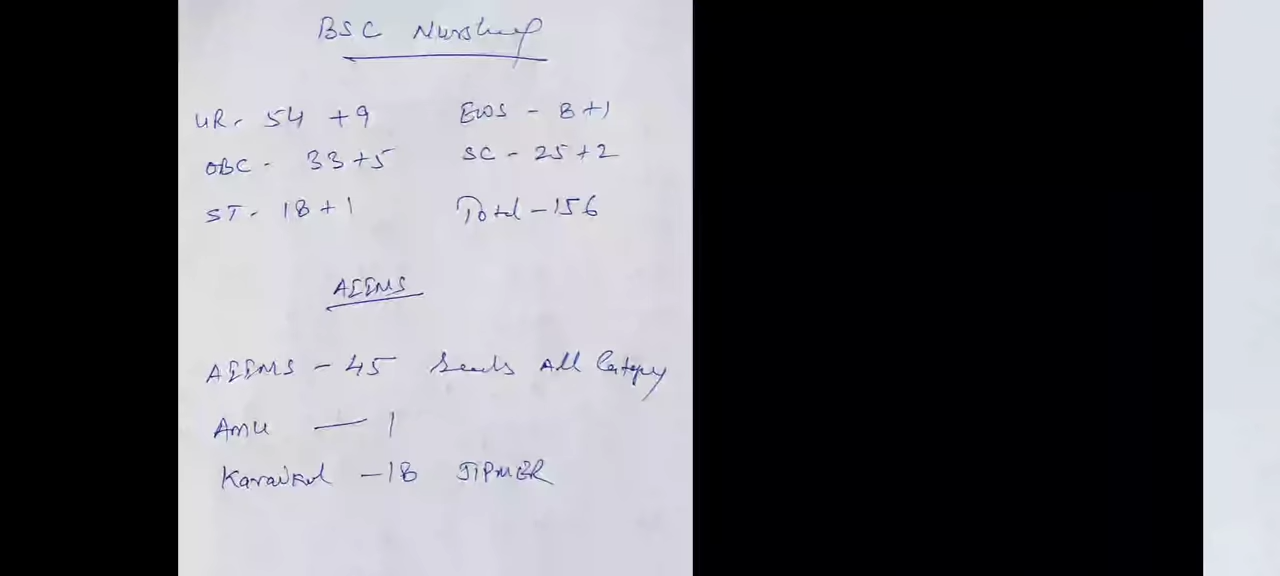 BSC Nursing
UR - 54 +9 EWS - 8+1
OBC - 33+5 SC - 25+2
ST - 18+1 Total - 156
AIIMS
AIIMS - 45 Seats All Category
Amu — 1
Karaikal - 18 JIPMER